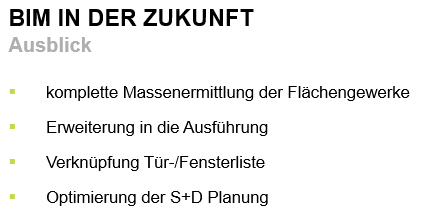 BIM IN DER ZUKUNFT
Ausblick
komplette Massenermittlung der Flächengewerke
Erweiterung in die Ausführung
Verknüpfung Tür-/Fensterliste
Optimierung der S+D Planung